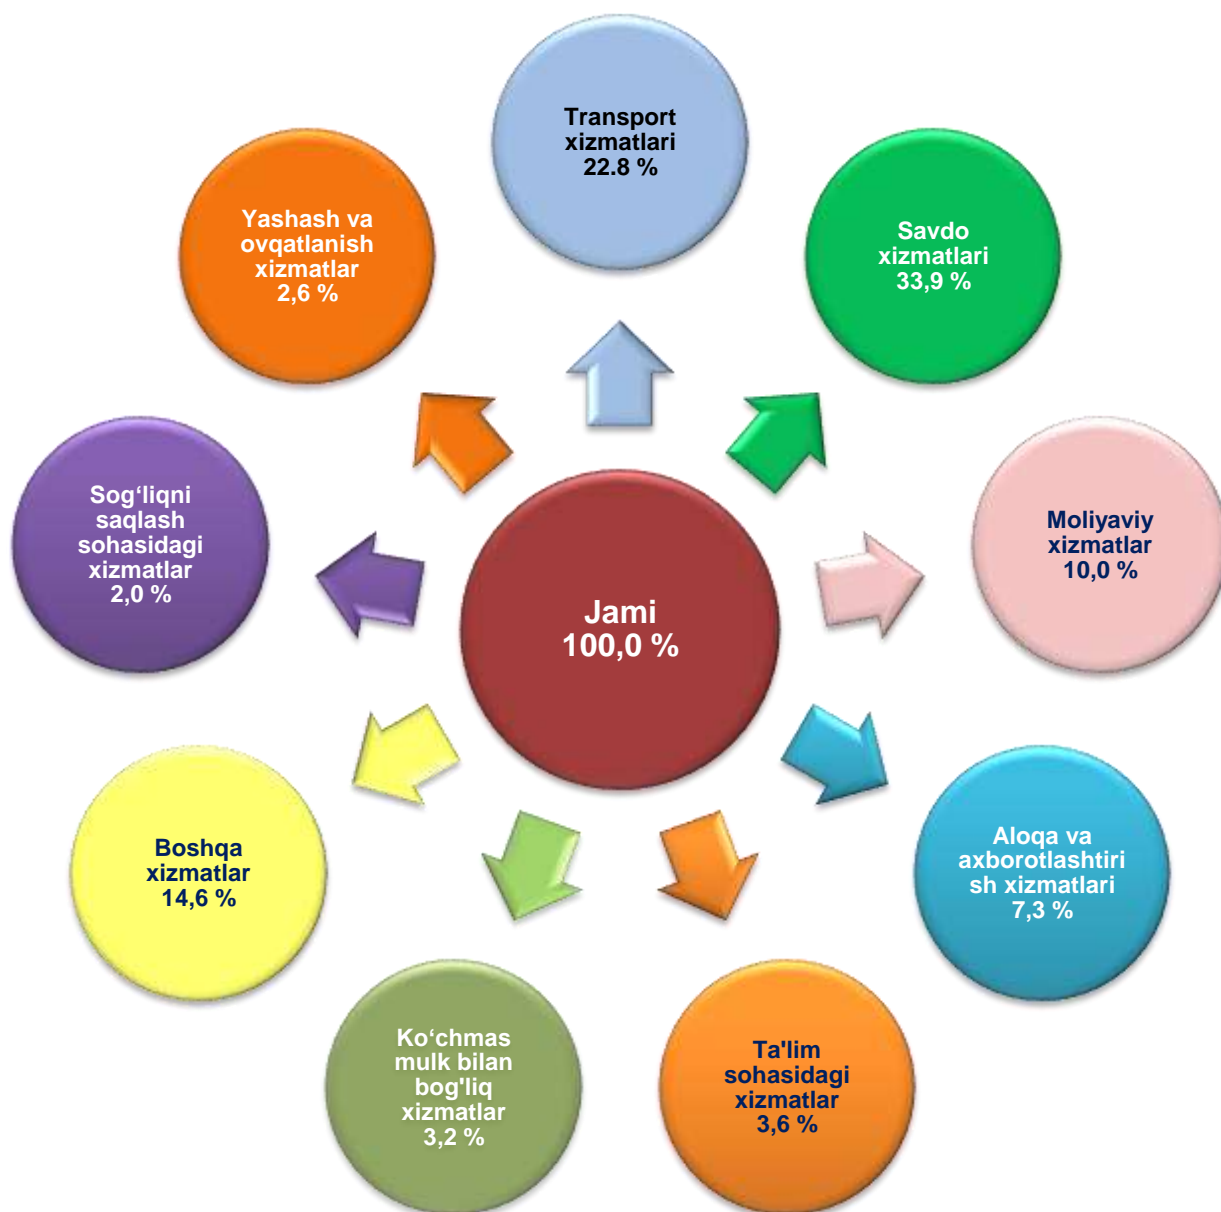 Transport
xizmatlari
22.8 %
Savdo
xizmatlari
33,9 %
Moliyaviy
xizmatlar
10,0 %
Aloqa va
axborotlashtiri
sh xizmatlari
7,3 %
Ta'lim
sohasidagi
xizmatlar
3,6 %
Ko‘chmas
mulk bilan
bog'liq
xizmatlar
3,2 %
Boshqa
xizmatlar
14,6 %
Sog‘liqni
saqlash
sohasidagi
xizmatlar
2,0 %
Yashash va
ovqatlanish
xizmatlar
2,6 %
Jami
100,0 %